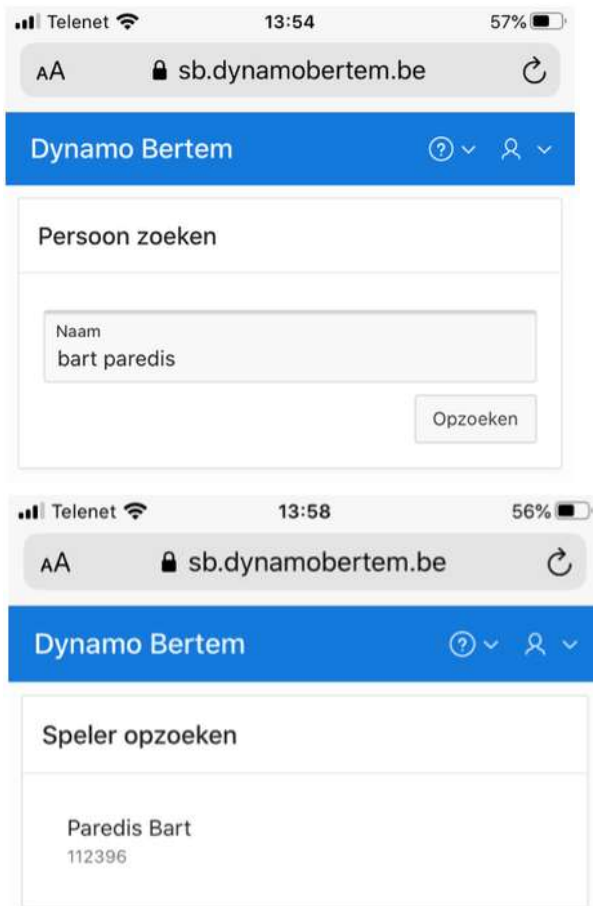 Telenet 13:54 57%
AA sb.dynamobertem.be
Dynamo Bertem
Persoon zoeken
Naam
bart paredis
Opzoeken
Telenet 13:58 56%
AA sb.dynamobertem.be
Dynamo Bertem
Speler opzoeken
Paredis Bart
112396